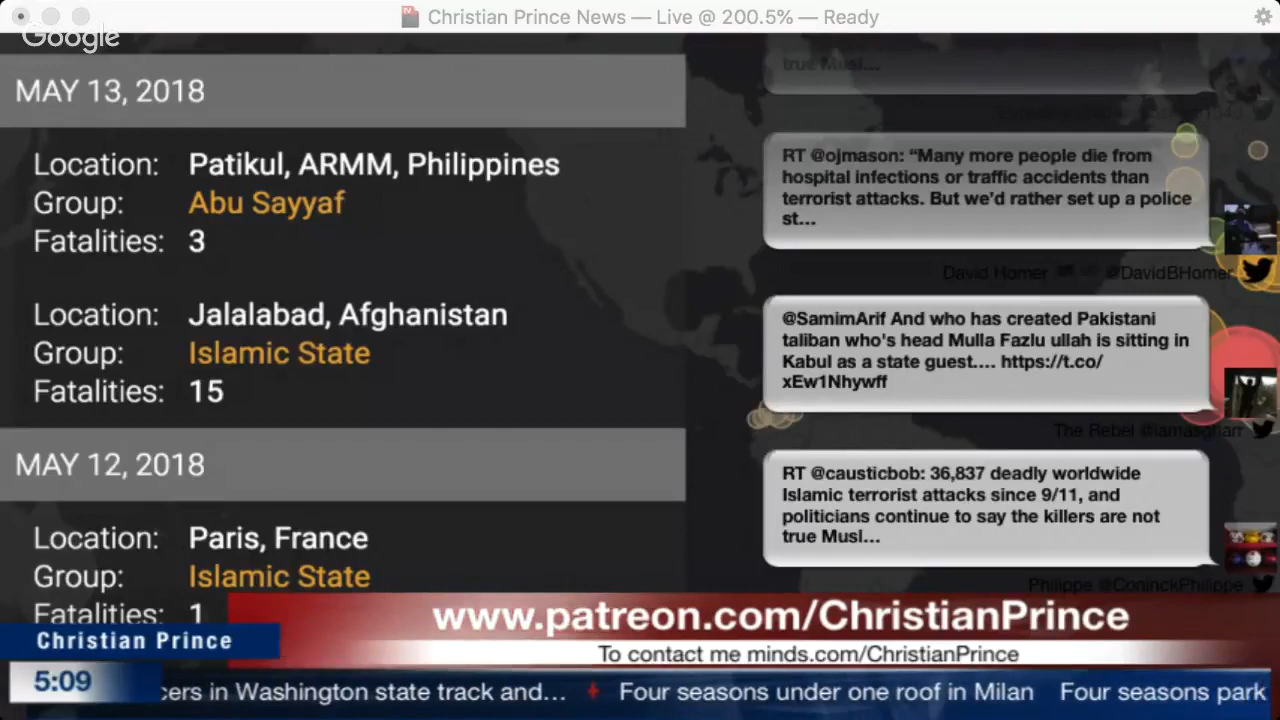 Christian Prince News — Live @ 200.5% — Ready
Google
MAY 13, 2018
Location: Patikul, ARMM, Philippines
Group: Abu Sayyaf
Fatalities: 3
Location: Jalalabad, Afghanistan
Group: Islamic State
Fatalities: 15
MAY 12, 2018
Location: Paris, France
Group: Islamic State
Fatalities: 1
true Musl...
RT @ojmason: “Many more people die from
hospital infections or traffic accidents than
terrorist attacks. But we’d rather set up a police
st...
David Homer @DavidBHomer
@SamimArif And who has created Pakistani
taliban who's head Mulla Fazlu ullah is sitting in
Kabul as a state guest.... https://t.co/
xEw1Nhywff
The Rebel @iamasgharr
RT @causticbob: 36,837 deadly worldwide
Islamic terrorist attacks since 9/11, and
politicians continue to say the killers are not
true Musl...
Philippe @ConinckPhilippe
www.patreon.com/ChristianPrince
Christian Prince
To contact me minds.com/ChristianPrince
5:09
cers in Washington state track and... Four seasons under one roof in Milan Four seasons park